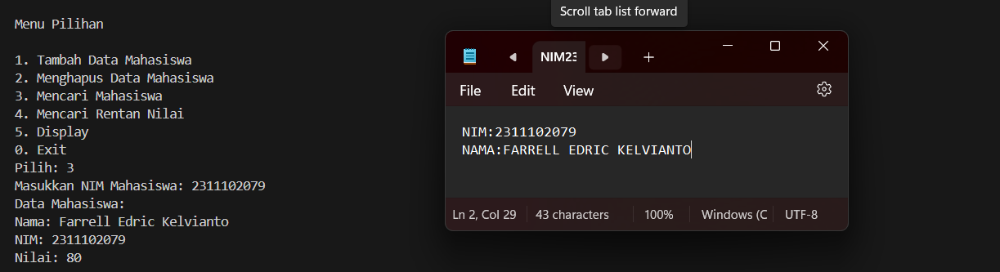 Menu Pilihan
1. Tambah Data Mahasiswa
2. Menghapus Data Mahasiswa
3. Mencari Mahasiswa
4. Mencari Rentan Nilai
5. Display
0. Exit
Pilih: 3
Masukkan NIM Mahasiswa: 2311102079
Data Mahasiswa:
Nama: Farrell Edric Kelvianto
NIM: 2311102079
Nilai: 80
Scroll tab list forward
NIM23
File Edit View
NIM:2311102079
NAMA:FARRELL EDRIC KELVIANTO
Ln 2, Col 29 43 characters 100% Windows (C UTF-8